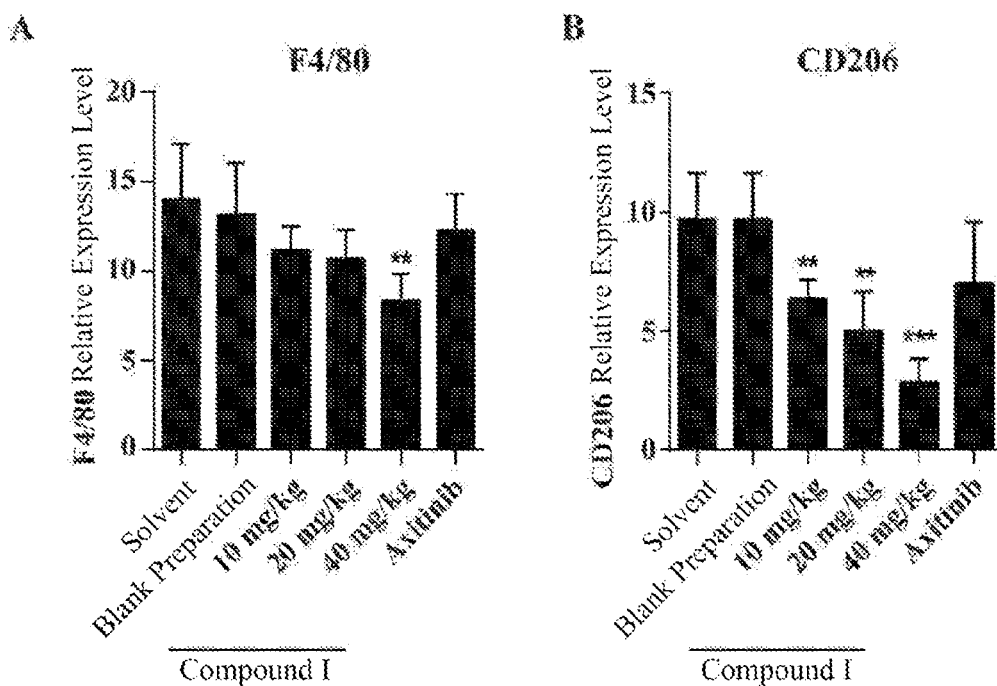 A
F4/80
F4/80 Relative Expression Level
20
15
10
5
0
**
Solvent
Blank Preparation
10 mg/kg
20 mg/kg
40 mg/kg
Axitinib
Compound I
B
CD206
CD206 Relative Expression Level
15
10
5
0
**
**
***
Solvent
Blank Preparation
10 mg/kg
20 mg/kg
40 mg/kg
Axitinib
Compound I